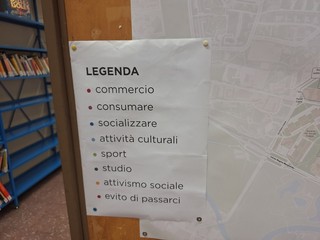 LEGENDA
commercio
consumare
socializzare
attività culturali
sport
studio
attivismo sociale
evito di passarci